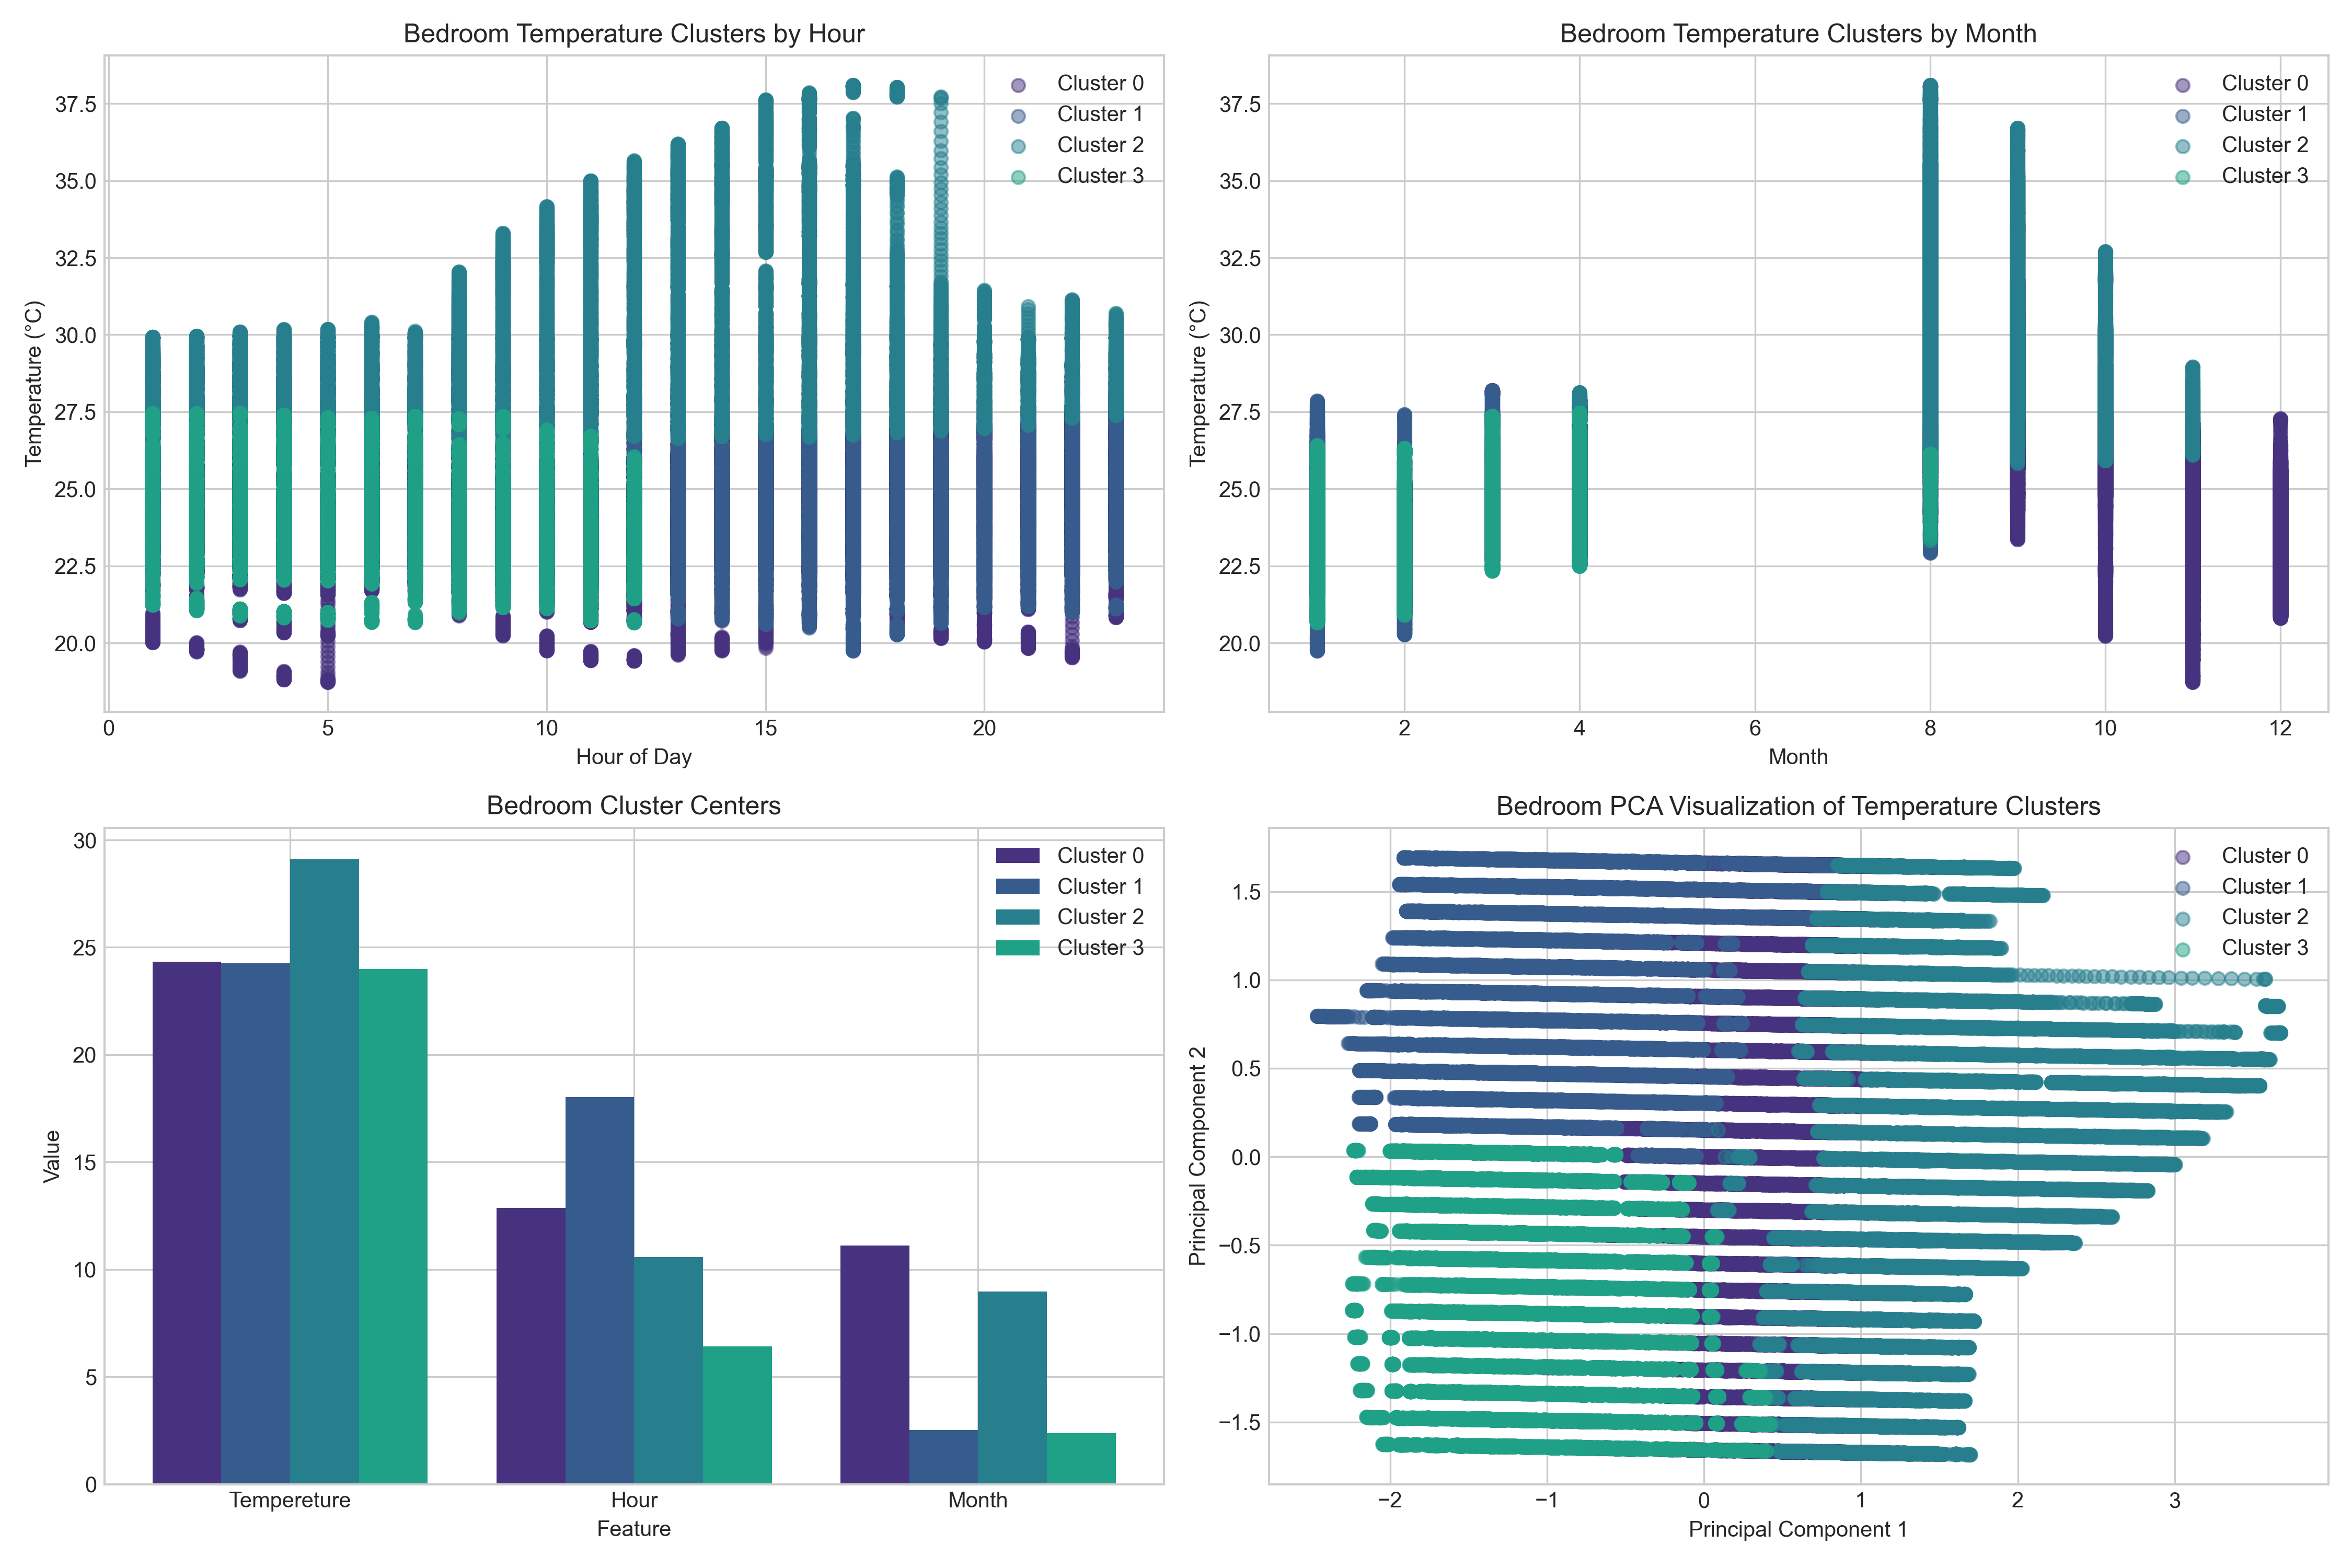 Bedroom Temperature Clusters by Hour
Temperature (°C)
37.5
35.0
32.5
30.0
27.5
25.0
22.5
20.0
0 5 10 15 20
Hour of Day
Cluster 0
Cluster 1
Cluster 2
Cluster 3
Bedroom Temperature Clusters by Month
Temperature (°C)
37.5
35.0
32.5
30.0
27.5
25.0
22.5
20.0
2 4 6 8 10 12
Month
Cluster 0
Cluster 1
Cluster 2
Cluster 3
Bedroom Cluster Centers
Value
30
25
20
15
10
5
0
Tempereture Hour Month
Feature
Cluster 0
Cluster 1
Cluster 2
Cluster 3
Bedroom PCA Visualization of Temperature Clusters
Principal Component 2
1.5
1.0
0.5
0.0
−0.5
−1.0
−1.5
−2 −1 0 1 2 3
Principal Component 1
Cluster 0
Cluster 1
Cluster 2
Cluster 3